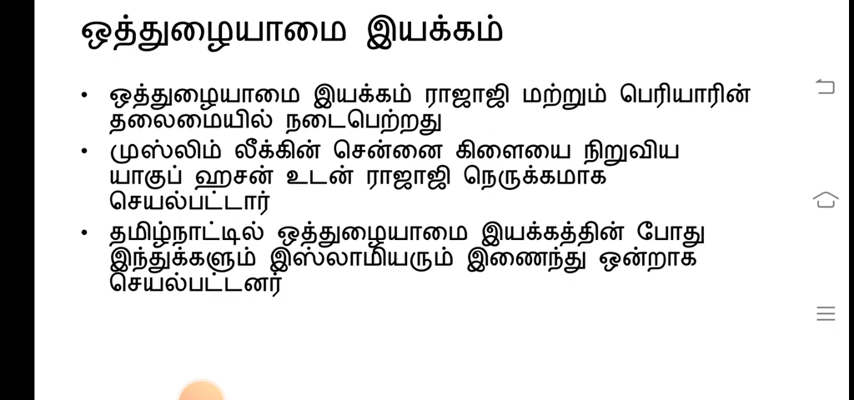 ஒத்துழையாமை இயக்கம்
• ஒத்துழையாமை இயக்கம் ராஜாஜி மற்றும் பெரியாரின்
தலைமையில் நடைபெற்றது
• முஸ்லிம் லீக்கின் சென்னை கிளையை நிறுவிய
யாகுப் ஹசன் உடன் ராஜாஜி நெருக்கமாக
செயல்பட்டார்
• தமிழ்நாட்டில் ஒத்துழையாமை இயக்கத்தின் போது
இந்துக்களும் இஸ்லாமியரும் இணைந்து ஒன்றாக
செயல்பட்டனர்